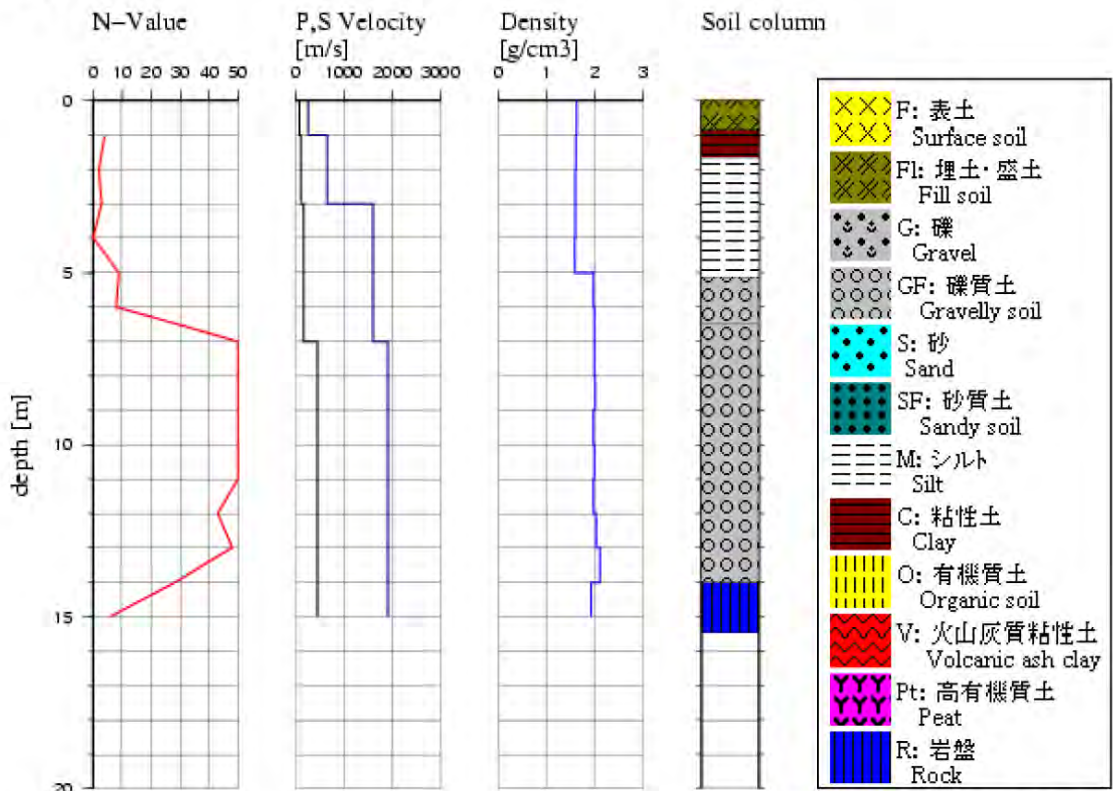 N-Value
P,S Velocity
[m/s]
Density
[g/cm3]
Soil column
0 10 20 30 40 50
0 1000 2000 3000
0 1 2 3
depth [m]
0
5
10
15
20
F: 表土
Surface soil
Fl: 埋土・盛土
Fill soil
G: 礫
Gravel
GF: 礫質土
Gravelly soil
S: 砂
Sand
SF: 砂質土
Sandy soil
M: シルト
Silt
C: 粘性土
Clay
O: 有機質土
Organic soil
V: 火山灰質粘性土
Volcanic ash clay
Pt: 高有機質土
Peat
R: 岩盤
Rock